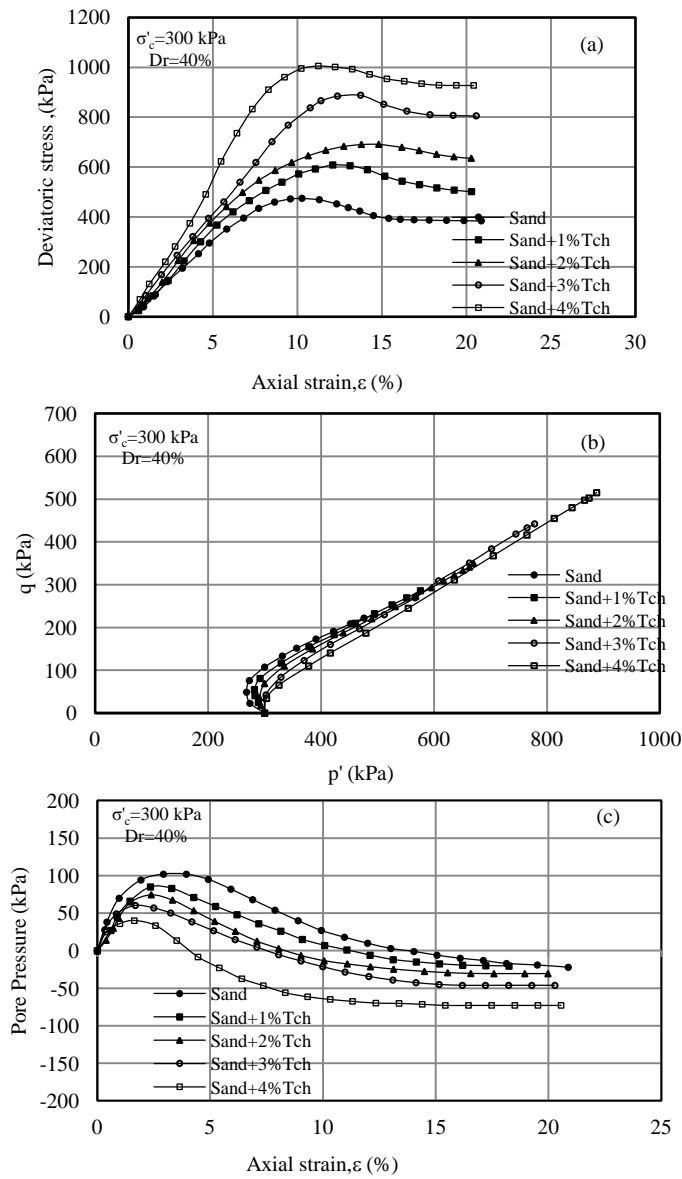 1200
1000
800
600
400
200
0
Deviatoric stress ,(kPa)
σ'c=300 kPa
Dr=40%
(a)
Sand
Sand+1%Tch
Sand+2%Tch
Sand+3%Tch
Sand+4%Tch
0 5 10 15 20 25 30
Axial strain,ε (%)
700
600
500
400
300
200
100
0
q (kPa)
σ'c=300 kPa
Dr=40%
(b)
Sand
Sand+1%Tch
Sand+2%Tch
Sand+3%Tch
Sand+4%Tch
0 200 400 600 800 1000
p' (kPa)
200
150
100
50
0
-50
-100
-150
-200
Pore Pressure (kPa)
σ'c=300 kPa
Dr=40%
(c)
Sand
Sand+1%Tch
Sand+2%Tch
Sand+3%Tch
Sand+4%Tch
0 5 10 15 20 25
Axial strain,ε (%)